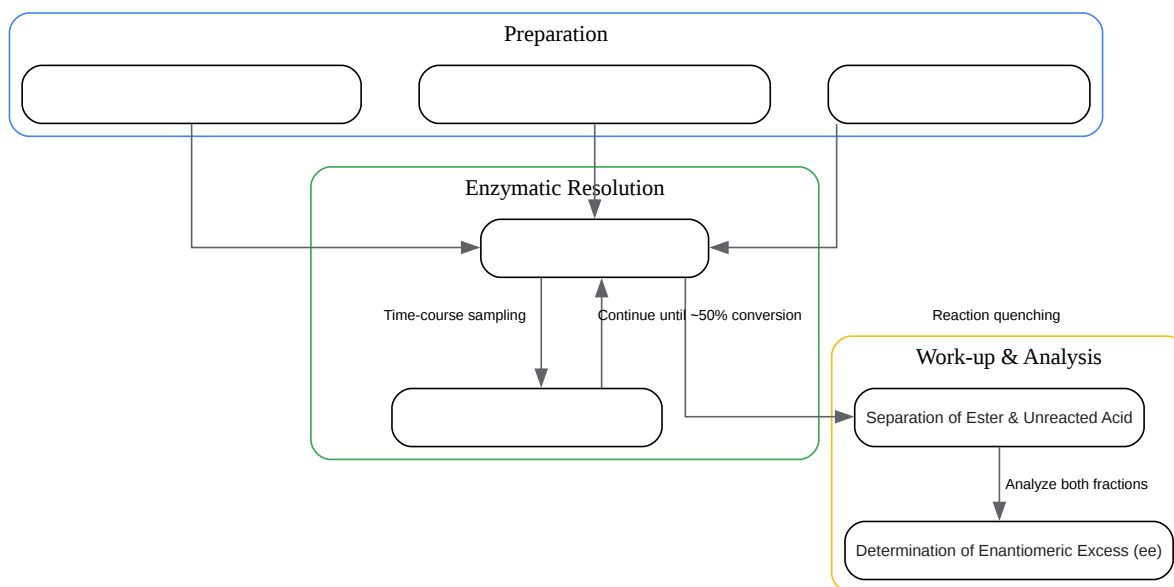 Preparation
Enzymatic Resolution
Time-course sampling
Continue until ~50% conversion
Reaction quenching
Work-up & Analysis
Separation of Ester & Unreacted Acid
Analyze both fractions
Determination of Enantiomeric Excess (ee)